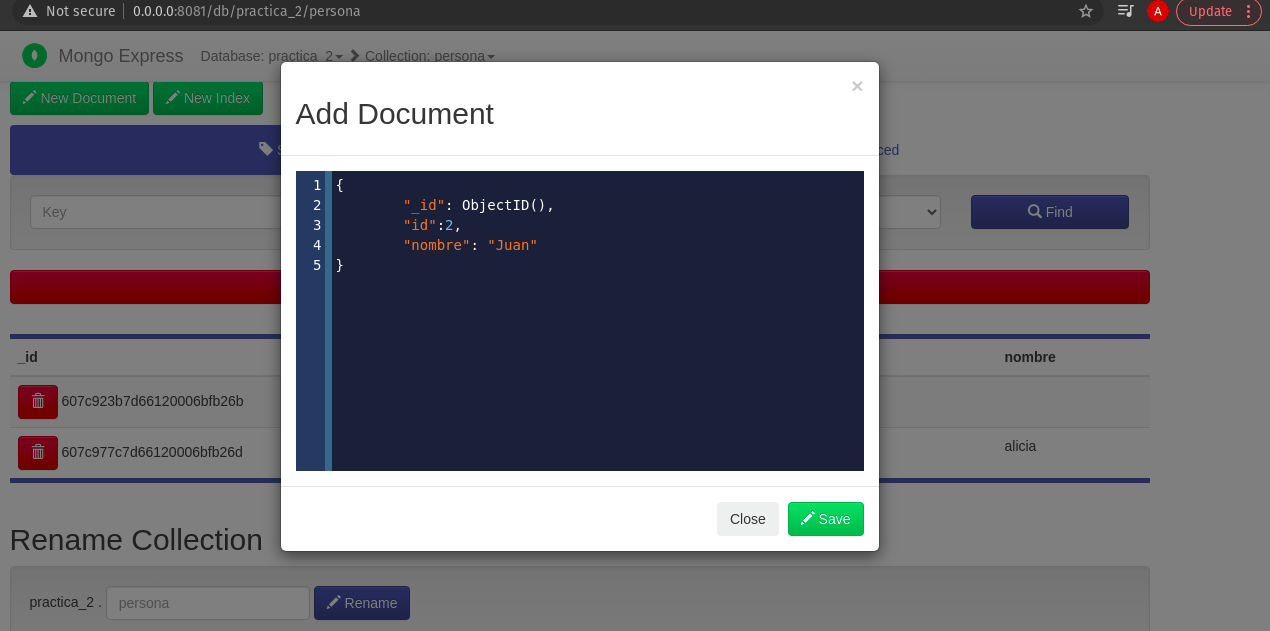 Not secure 0.0.0.0:8081/db/practica_2/persona A Update
Mongo Express Database: practica_2 Collection: persona
New Document New Index
×
Add Document
1 {
2 "_id": ObjectID(),
3 "id":2,
4 "nombre": "Juan"
5 }
Key
Find
_id nombre
607c923b7d66120006bfb26b
607c977c7d66120006bfb26d alicia
Close Save
Rename Collection
practica_2 . persona Rename